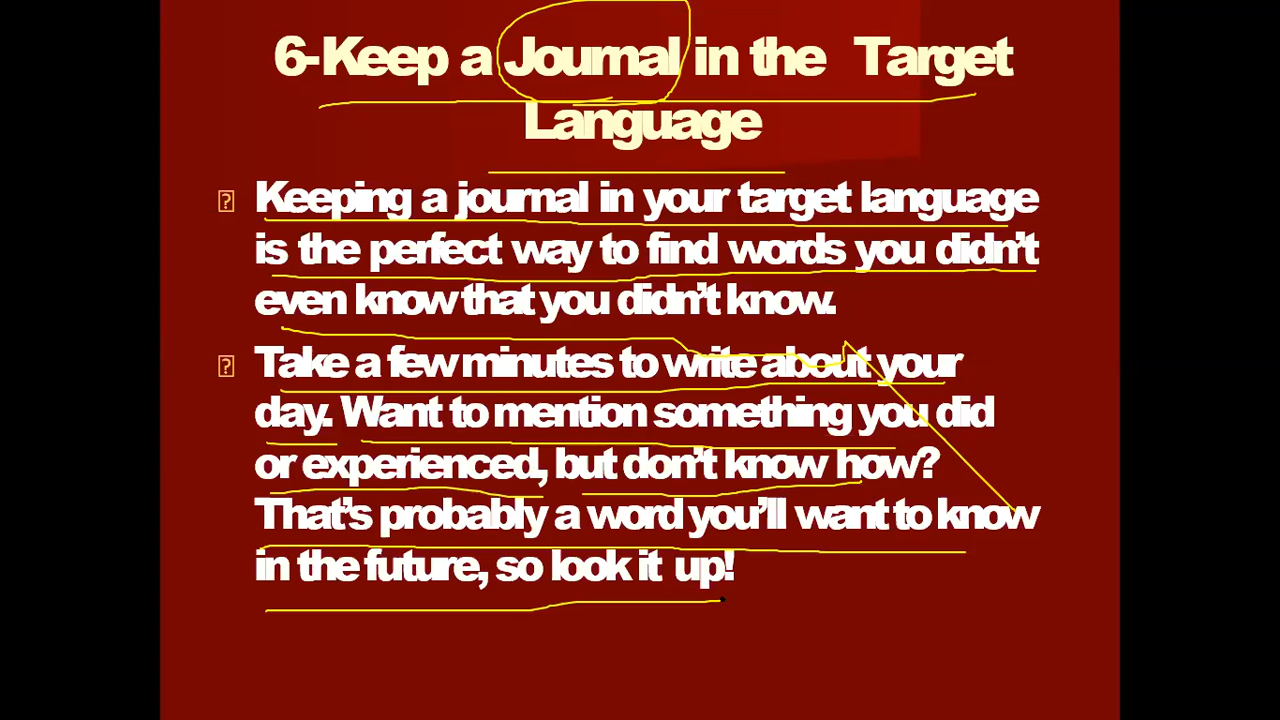 6-Keep a Journal in the Target
Language
Keeping a journal in your target language
is the perfect way to find words you didn't
even know that you didn't know.
Take a few minutes to write about your
day. Want to mention something you did
or experienced, but don't know how?
That's probably a word you'll want to know
in the future, so look it up!